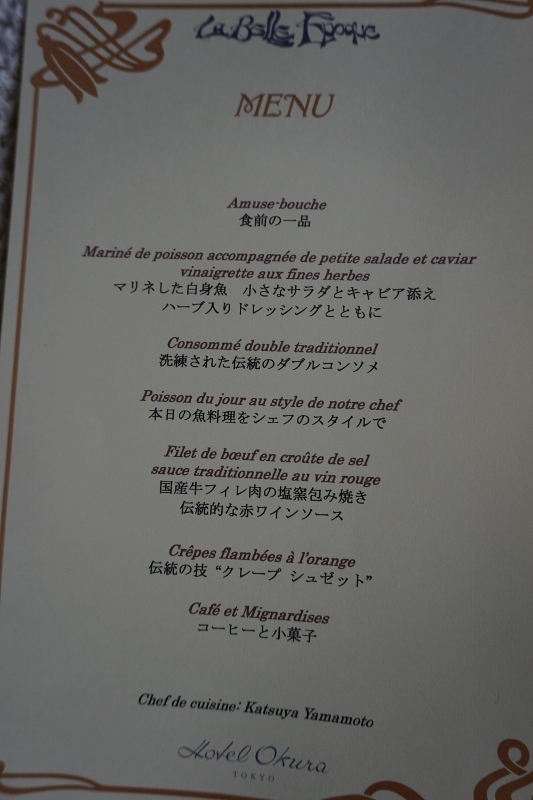 La Belle Epoque
MENU
Amuse-bouche
食前の一品
Mariné de poisson accompagnée de petite salade et caviar
vinaigrette aux fines herbes
マリネした白身魚　小さなサラダとキャビア添え
ハーブ入りドレッシングとともに
Consommé double traditionnel
洗練された伝統のダブルコンソメ
Poisson du jour au style de notre chef
本日の魚料理をシェフのスタイルで
Filet de bœuf en croûte de sel
sauce traditionnelle au vin rouge
国産牛フィレ肉の塩窯包み焼き
伝統的な赤ワインソース
Crêpes flambées à l'orange
伝統の技 “クレープ シュゼット”
Café et Mignardises
コーヒーと小菓子
Chef de cuisine: Katsuya Yamamoto
Hotel Okura
TOKYO